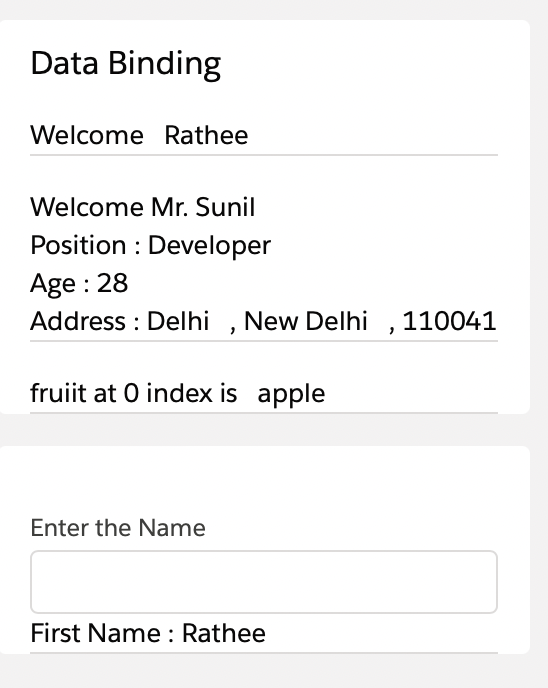 Data Binding
Welcome Rathee
Welcome Mr. Sunil
Position : Developer
Age : 28
Address : Delhi , New Delhi , 110041
fruiit at 0 index is apple
Enter the Name
First Name : Rathee